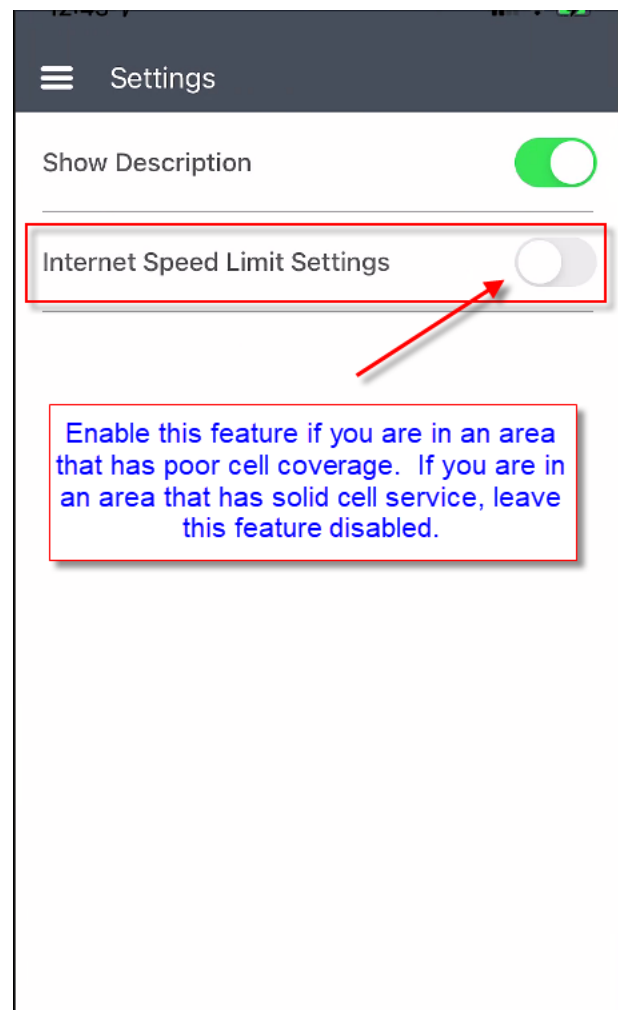 Settings
Show Description
Internet Speed Limit Settings
Enable this feature if you are in an area
that has poor cell coverage.  If you are in
an area that has solid cell service, leave
this feature disabled.